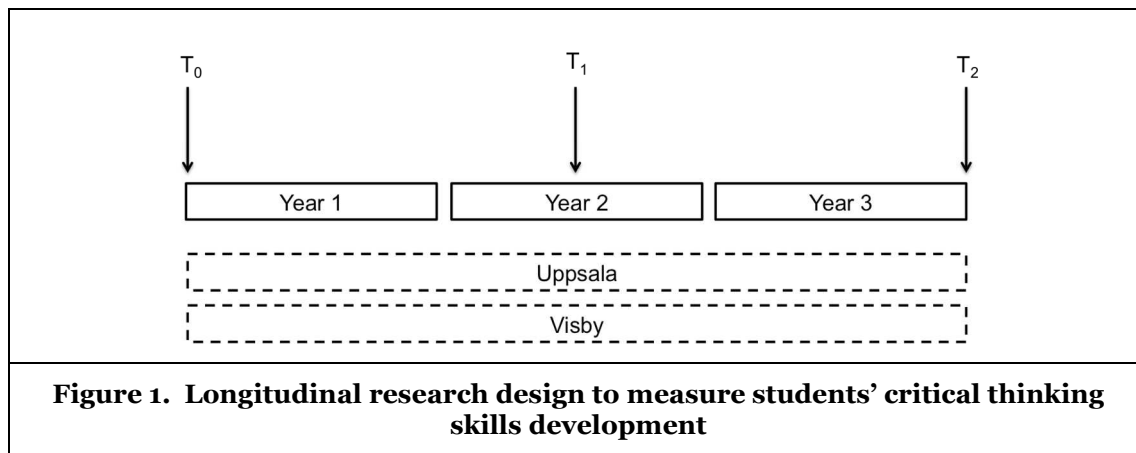 T₀ T₁ T₂
Year 1 Year 2 Year 3
Uppsala
Visby
Figure 1. Longitudinal research design to measure students’ critical thinking
skills development